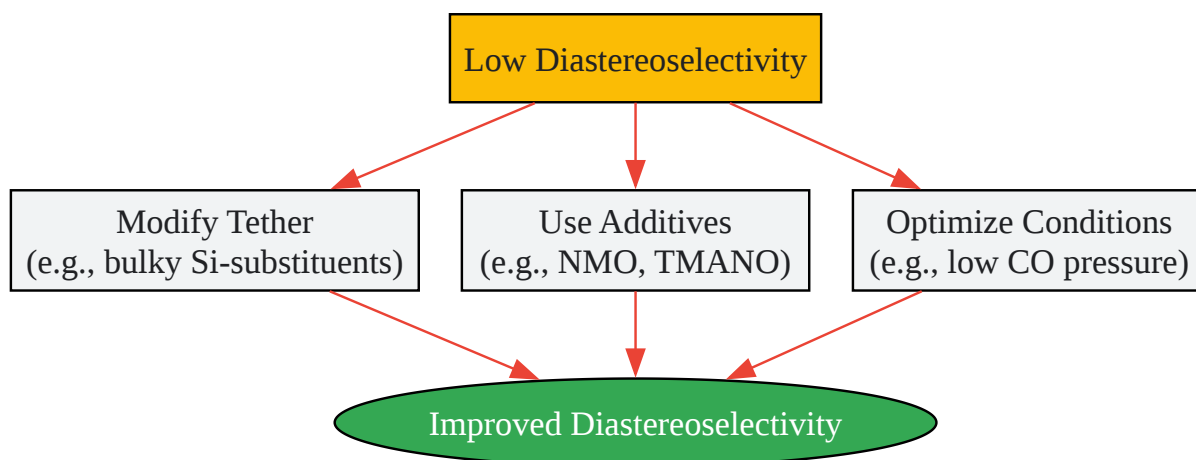 Low Diastereoselectivity
Modify Tether
(e.g., bulky Si-substituents)
Use Additives
(e.g., NMO, TMANO)
Optimize Conditions
(e.g., low CO pressure)
Improved Diastereoselectivity